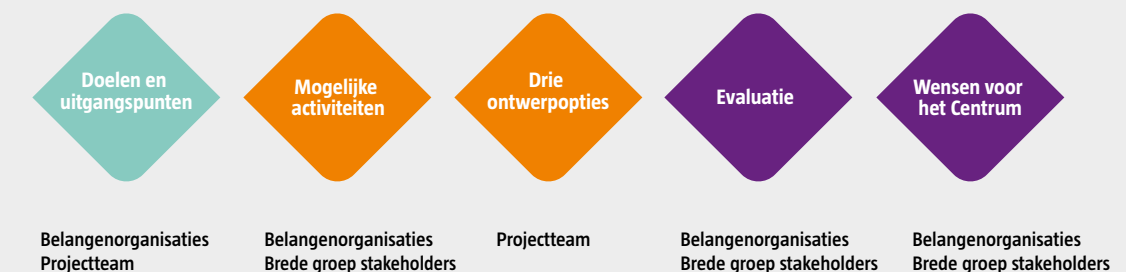 Doelen en
uitgangspunten
Mogelijke
activiteiten
Drie
ontwerpopties
Evaluatie
Wensen voor
het Centrum
Belangenorganisaties
Projectteam
Belangenorganisaties
Brede groep stakeholders
Projectteam
Belangenorganisaties
Brede groep stakeholders
Belangenorganisaties
Brede groep stakeholders